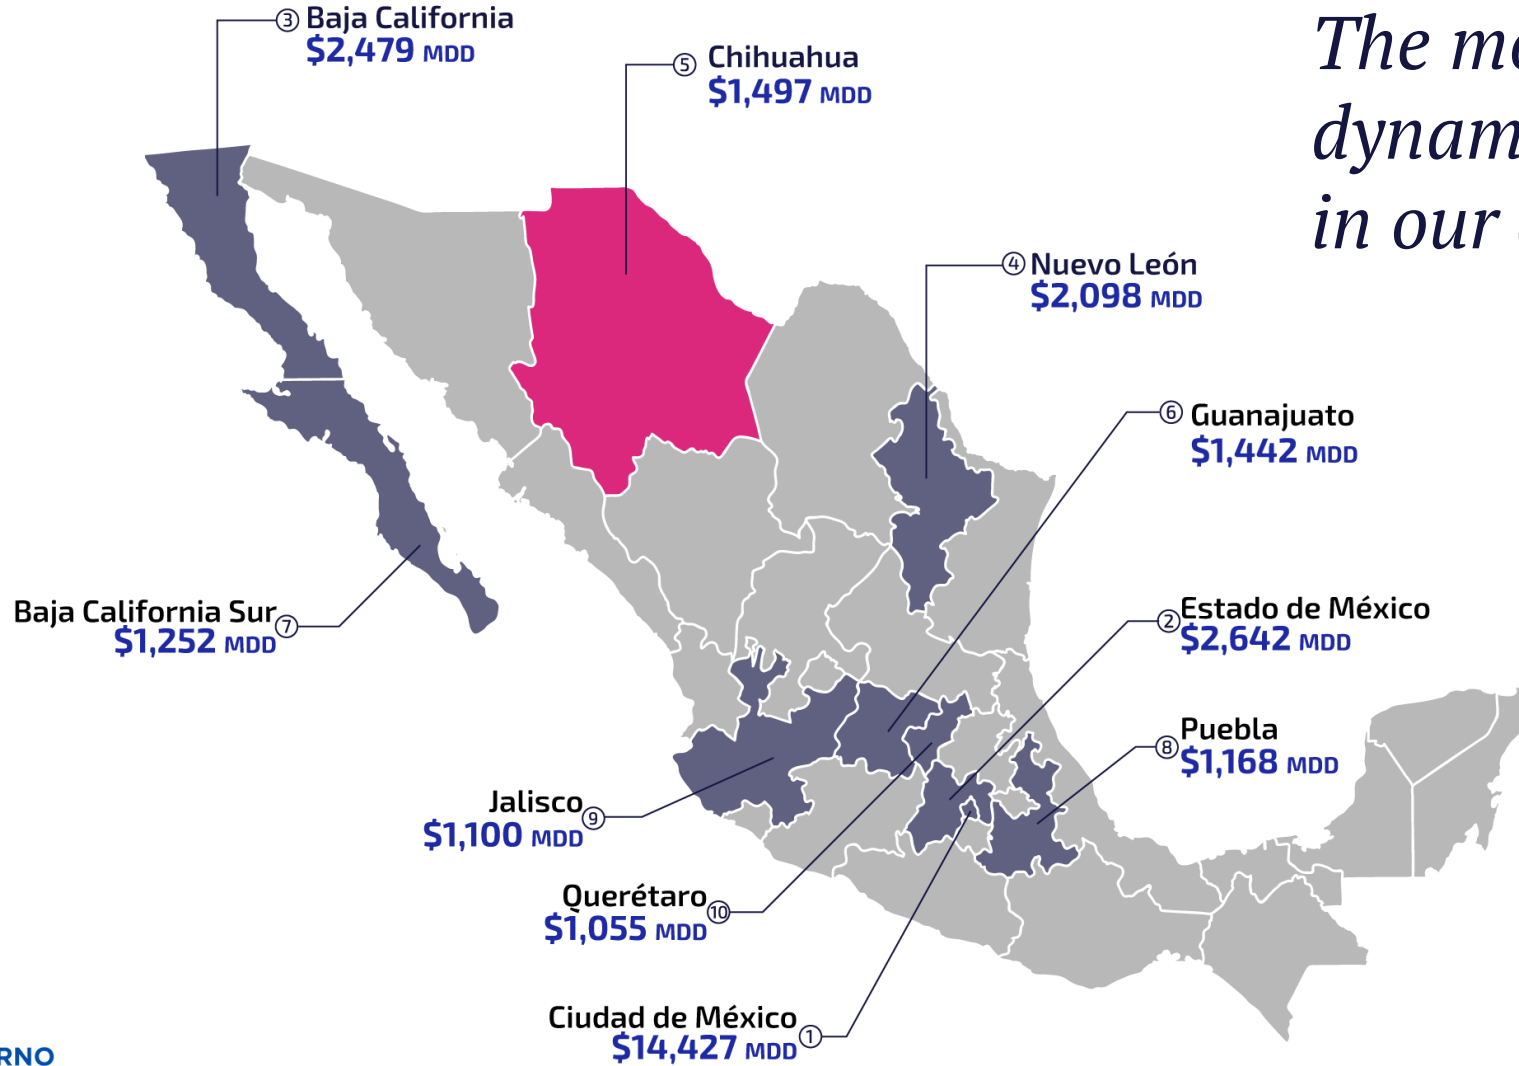 ③ Baja California
$2,479 MDD
⑤ Chihuahua
$1,497 MDD
The
in our
④ Nuevo León
$2,098 MDD
⑥ Guanajuato
$1,442 MDD
Baja California Sur ⑦
$1,252 MDD
② Estado de México
$2,642 MDD
⑧ Puebla
$1,168 MDD
Jalisco ⑨
$1,100 MDD
Querétaro ⑩
$1,055 MDD
Ciudad de México ①
$14,427 MDD